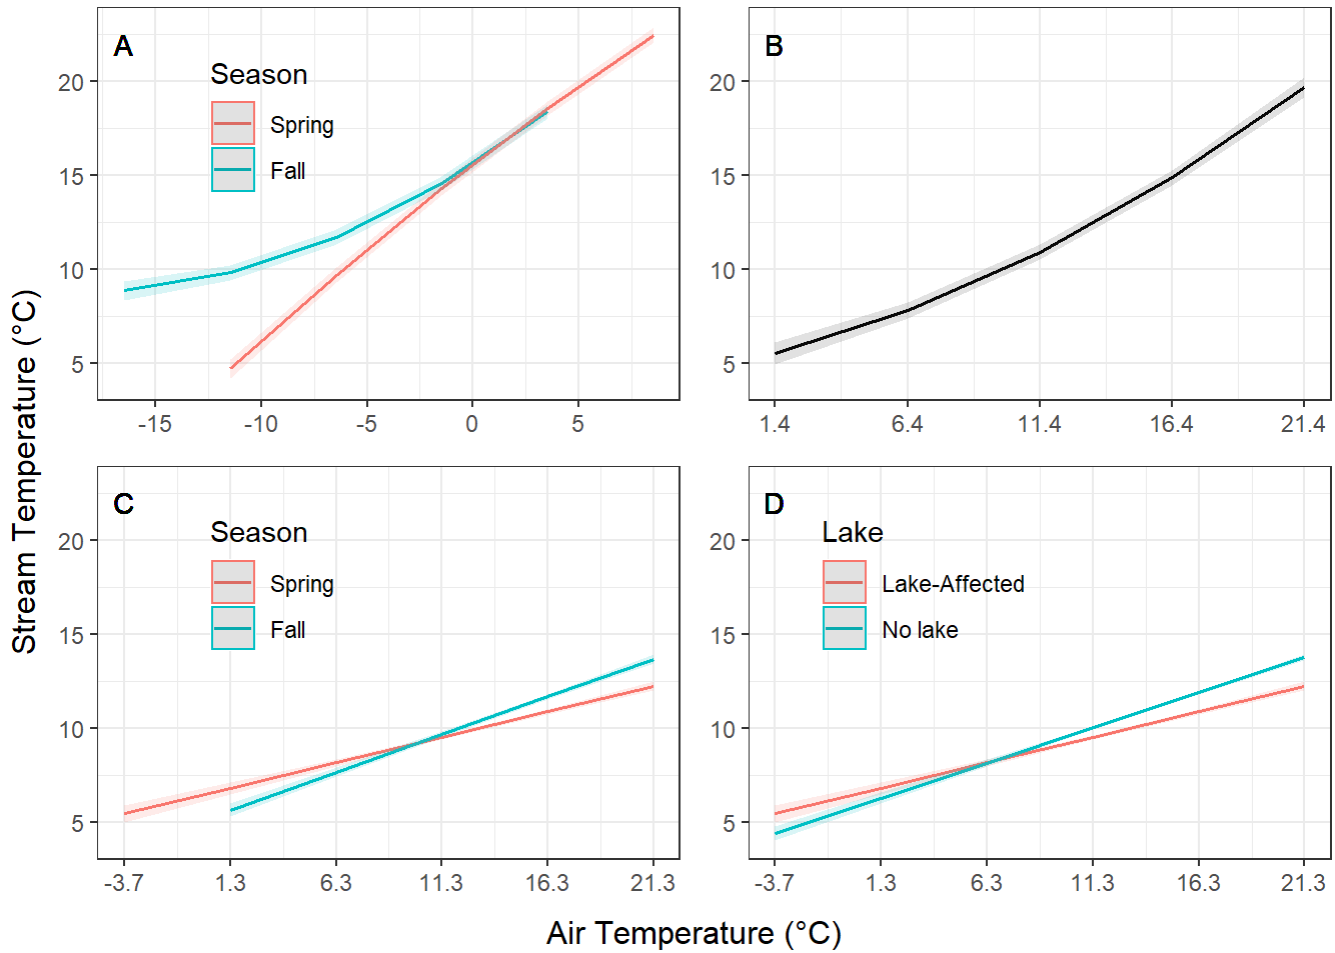 A
Season
Spring
Fall
20
15
10
5
-15 -10 -5 0 5
B
20
15
10
5
1.4 6.4 11.4 16.4 21.4
C
Season
Spring
Fall
20
15
10
5
-3.7 1.3 6.3 11.3 16.3 21.3
D
Lake
Lake-Affected
No lake
20
15
10
5
-3.7 1.3 6.3 11.3 16.3 21.3
Stream Temperature (°C)
Air Temperature (°C)